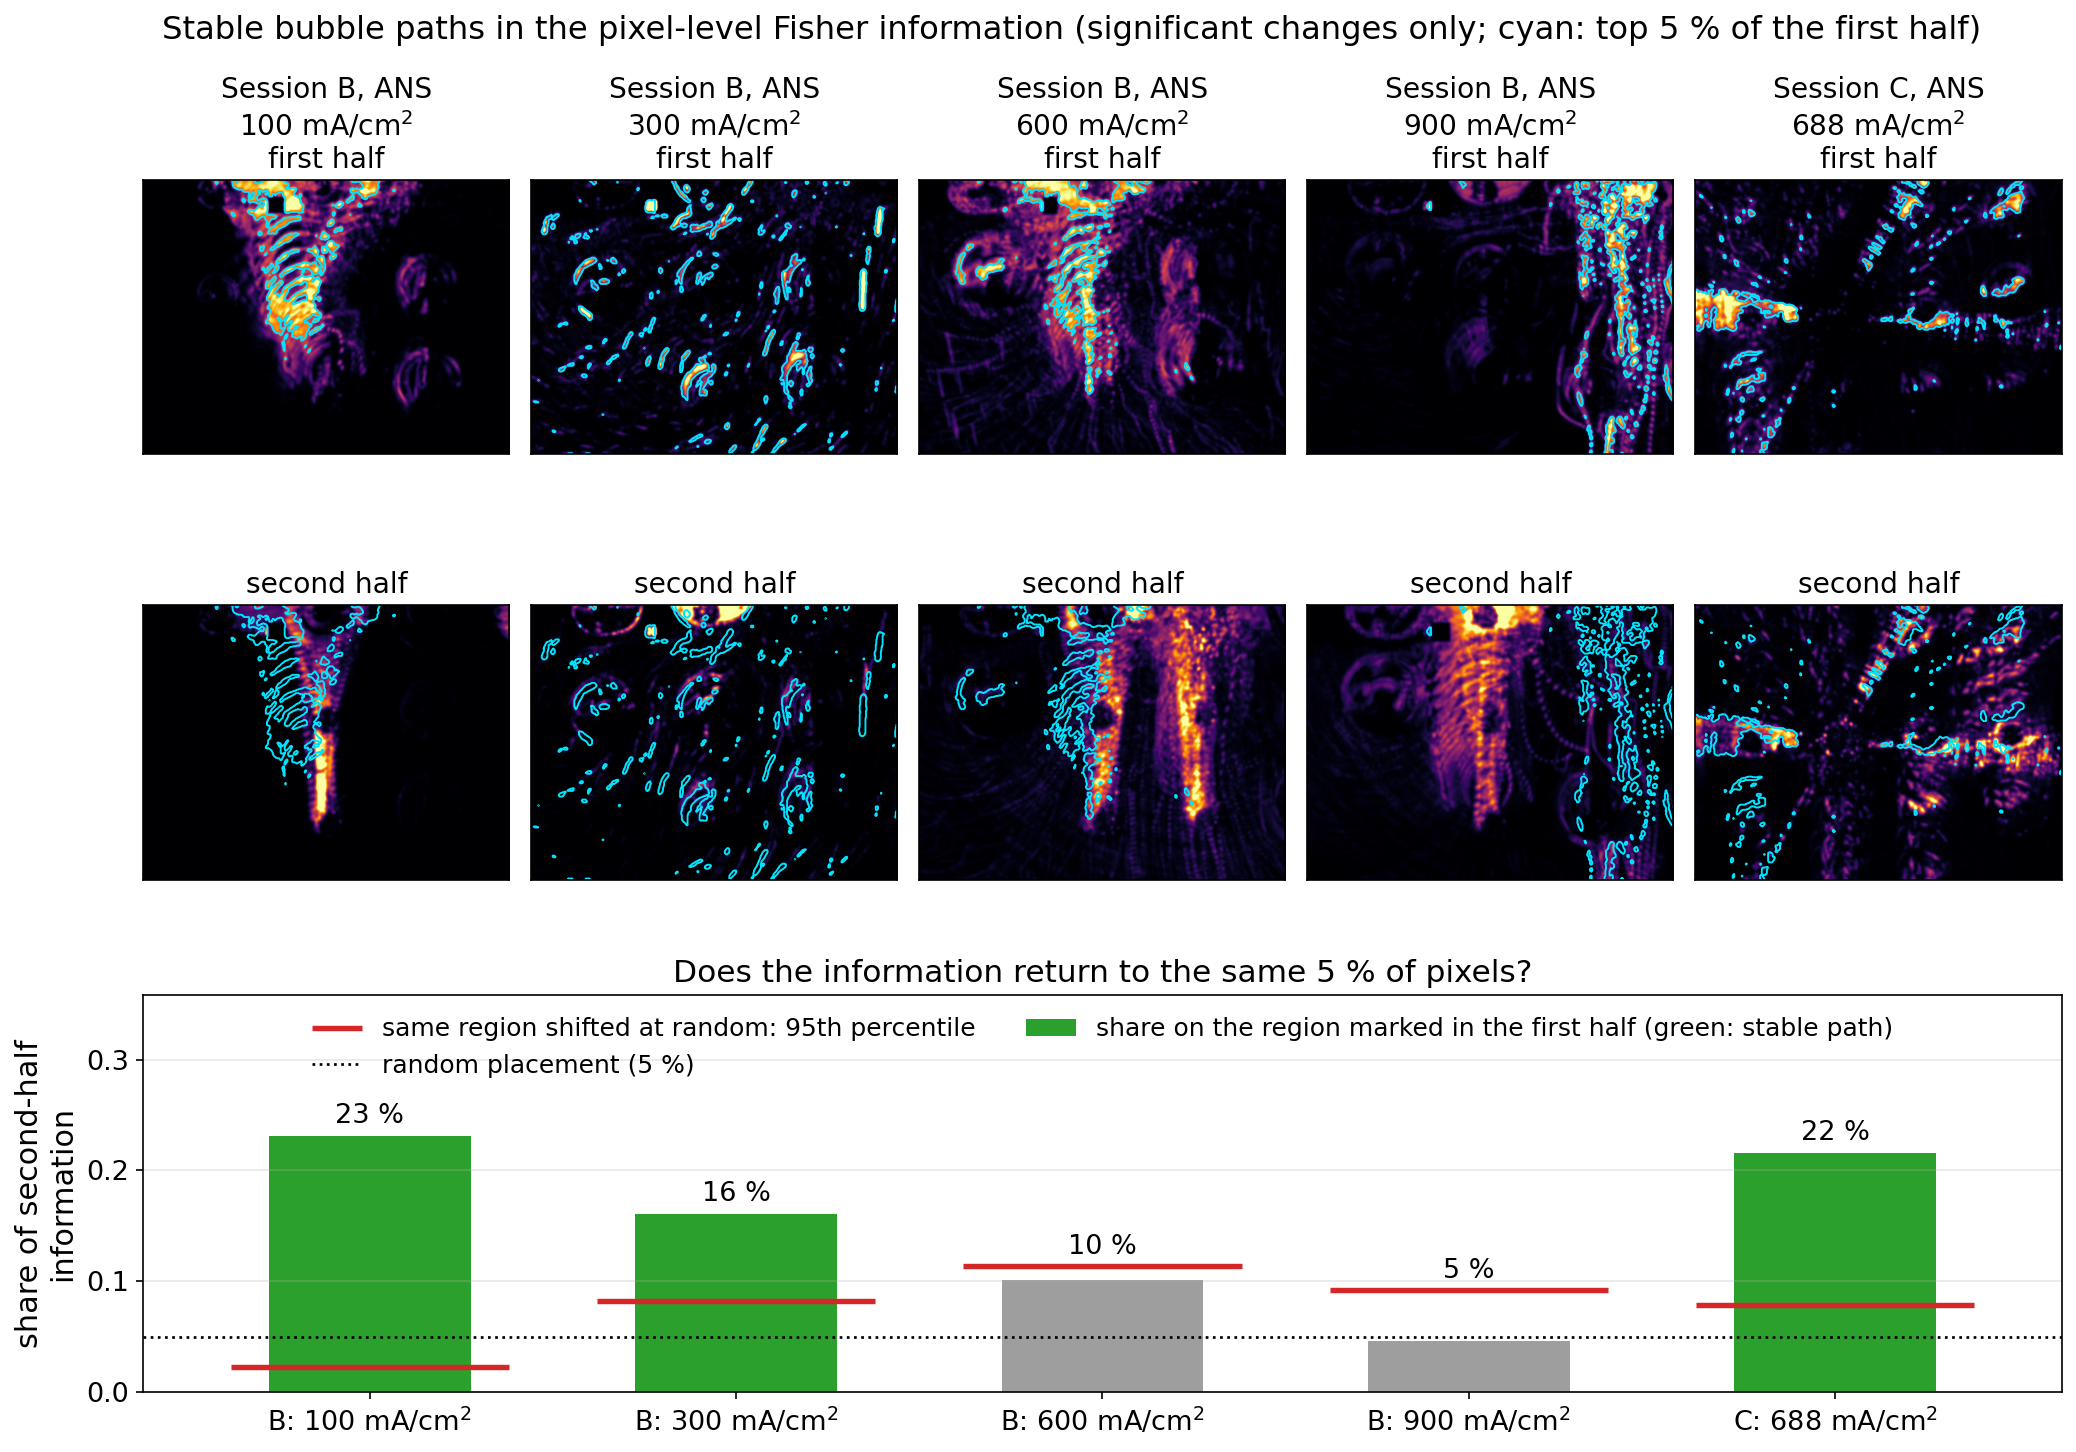 Stable bubble paths in the pixel-level Fisher information (significant changes only; cyan: top 5 % of the first half)
Session B, ANS
100 mA/cm²
first half
Session B, ANS
300 mA/cm²
first half
Session B, ANS
600 mA/cm²
first half
Session B, ANS
900 mA/cm²
first half
Session C, ANS
688 mA/cm²
first half
second half
second half
second half
second half
second half
Does the information return to the same 5 % of pixels?
share of second-half
information
0.3
0.2
0.1
0.0
same region shifted at random: 95th percentile
random placement (5 %)
share on the region marked in the first half (green: stable path)
23 %
16 %
10 %
5 %
22 %
B: 100 mA/cm²
B: 300 mA/cm²
B: 600 mA/cm²
B: 900 mA/cm²
C: 688 mA/cm²